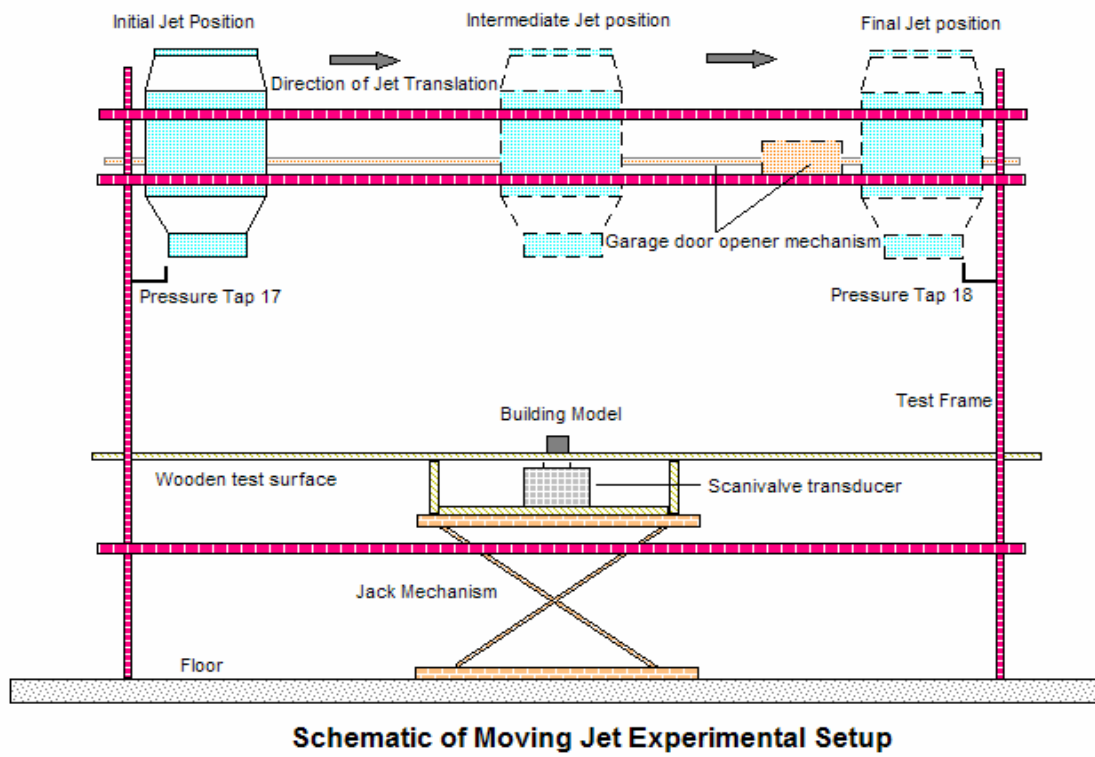 Initial Jet Position
Intermediate Jet position
Final Jet position
Direction of Jet Translation
Garage door opener mechanism
Pressure Tap 17
Pressure Tap 18
Test Frame
Building Model
Wooden test surface
Scanivalve transducer
Jack Mechanism
Floor
Schematic of Moving Jet Experimental Setup